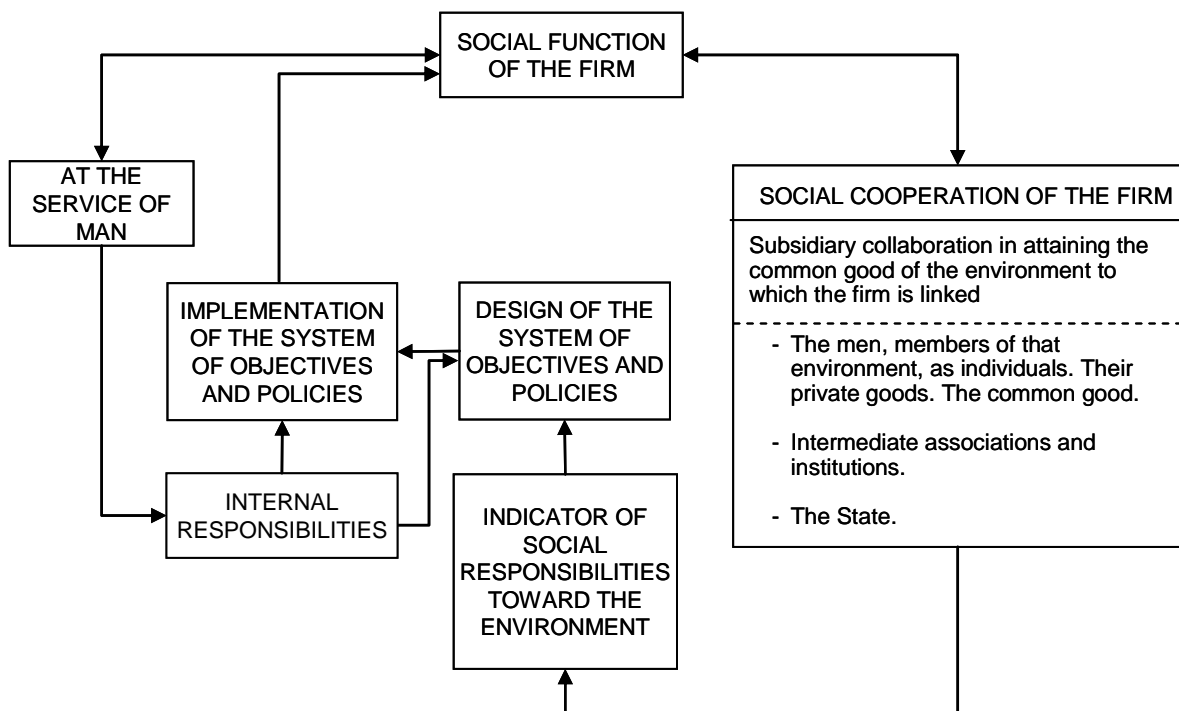 SOCIAL FUNCTION
OF THE FIRM
AT THE
SERVICE OF
MAN
SOCIAL COOPERATION OF THE FIRM
Subsidiary collaboration in attaining the
common good of the environment to
which the firm is linked
- The men, members of that
environment, as individuals. Their
private goods. The common good.
- Intermediate associations and
institutions.
- The State.
IMPLEMENTATION
OF THE SYSTEM
OF OBJECTIVES
AND POLICIES
DESIGN OF THE
SYSTEM OF
OBJECTIVES AND
POLICIES
INTERNAL
RESPONSIBILITIES
INDICATOR OF
SOCIAL
RESPONSIBILITIES
TOWARD THE
ENVIRONMENT